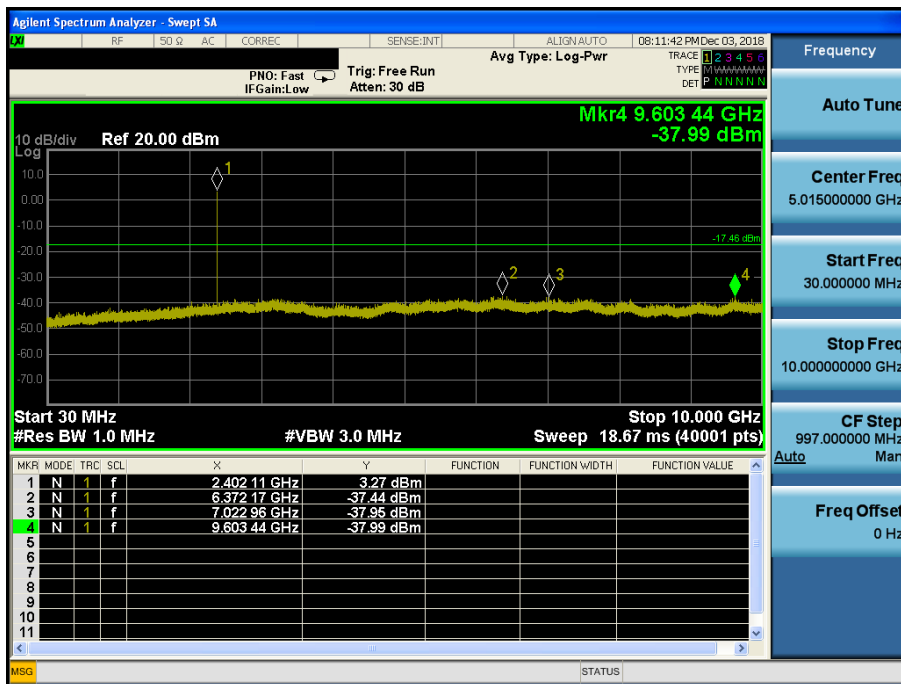 Agilent Spectrum Analyzer - Swept SA
LXI RF 50 Ω AC CORREC SENSE:INT ALIGN AUTO 08:11:42 PM Dec 03, 2018
PNO: Fast
IFGain:Low
Trig: Free Run
Atten: 30 dB
Avg Type: Log-Pwr
TRACE 1 2 3 4 5 6
TYPE M WWWWW
DET P N N N N N
Mkr4 9.603 44 GHz
-37.99 dBm
10 dB/div Ref 20.00 dBm
Log
10.0
0.00
-10.0
-20.0
-30.0
-40.0
-50.0
-60.0
-70.0
1
-17.46 dBm
2
3
4
Start 30 MHz Stop 10.000 GHz
#Res BW 1.0 MHz #VBW 3.0 MHz Sweep 18.67 ms (40001 pts)
MKR MODE TRC SCL X Y FUNCTION FUNCTION WIDTH FUNCTION VALUE
1 N 1 f 2.402 11 GHz 3.27 dBm
2 N 1 f 6.372 17 GHz -37.44 dBm
3 N 1 f 7.022 96 GHz -37.95 dBm
4 N 1 f 9.603 44 GHz -37.99 dBm
5
6
7
8
9
10
11
MSG STATUS
Frequency
Auto Tune
Center Freq
5.015000000 GHz
Start Freq
30.000000 MHz
Stop Freq
10.000000000 GHz
CF Step
997.000000 MHz
Auto Man
Freq Offset
0 Hz